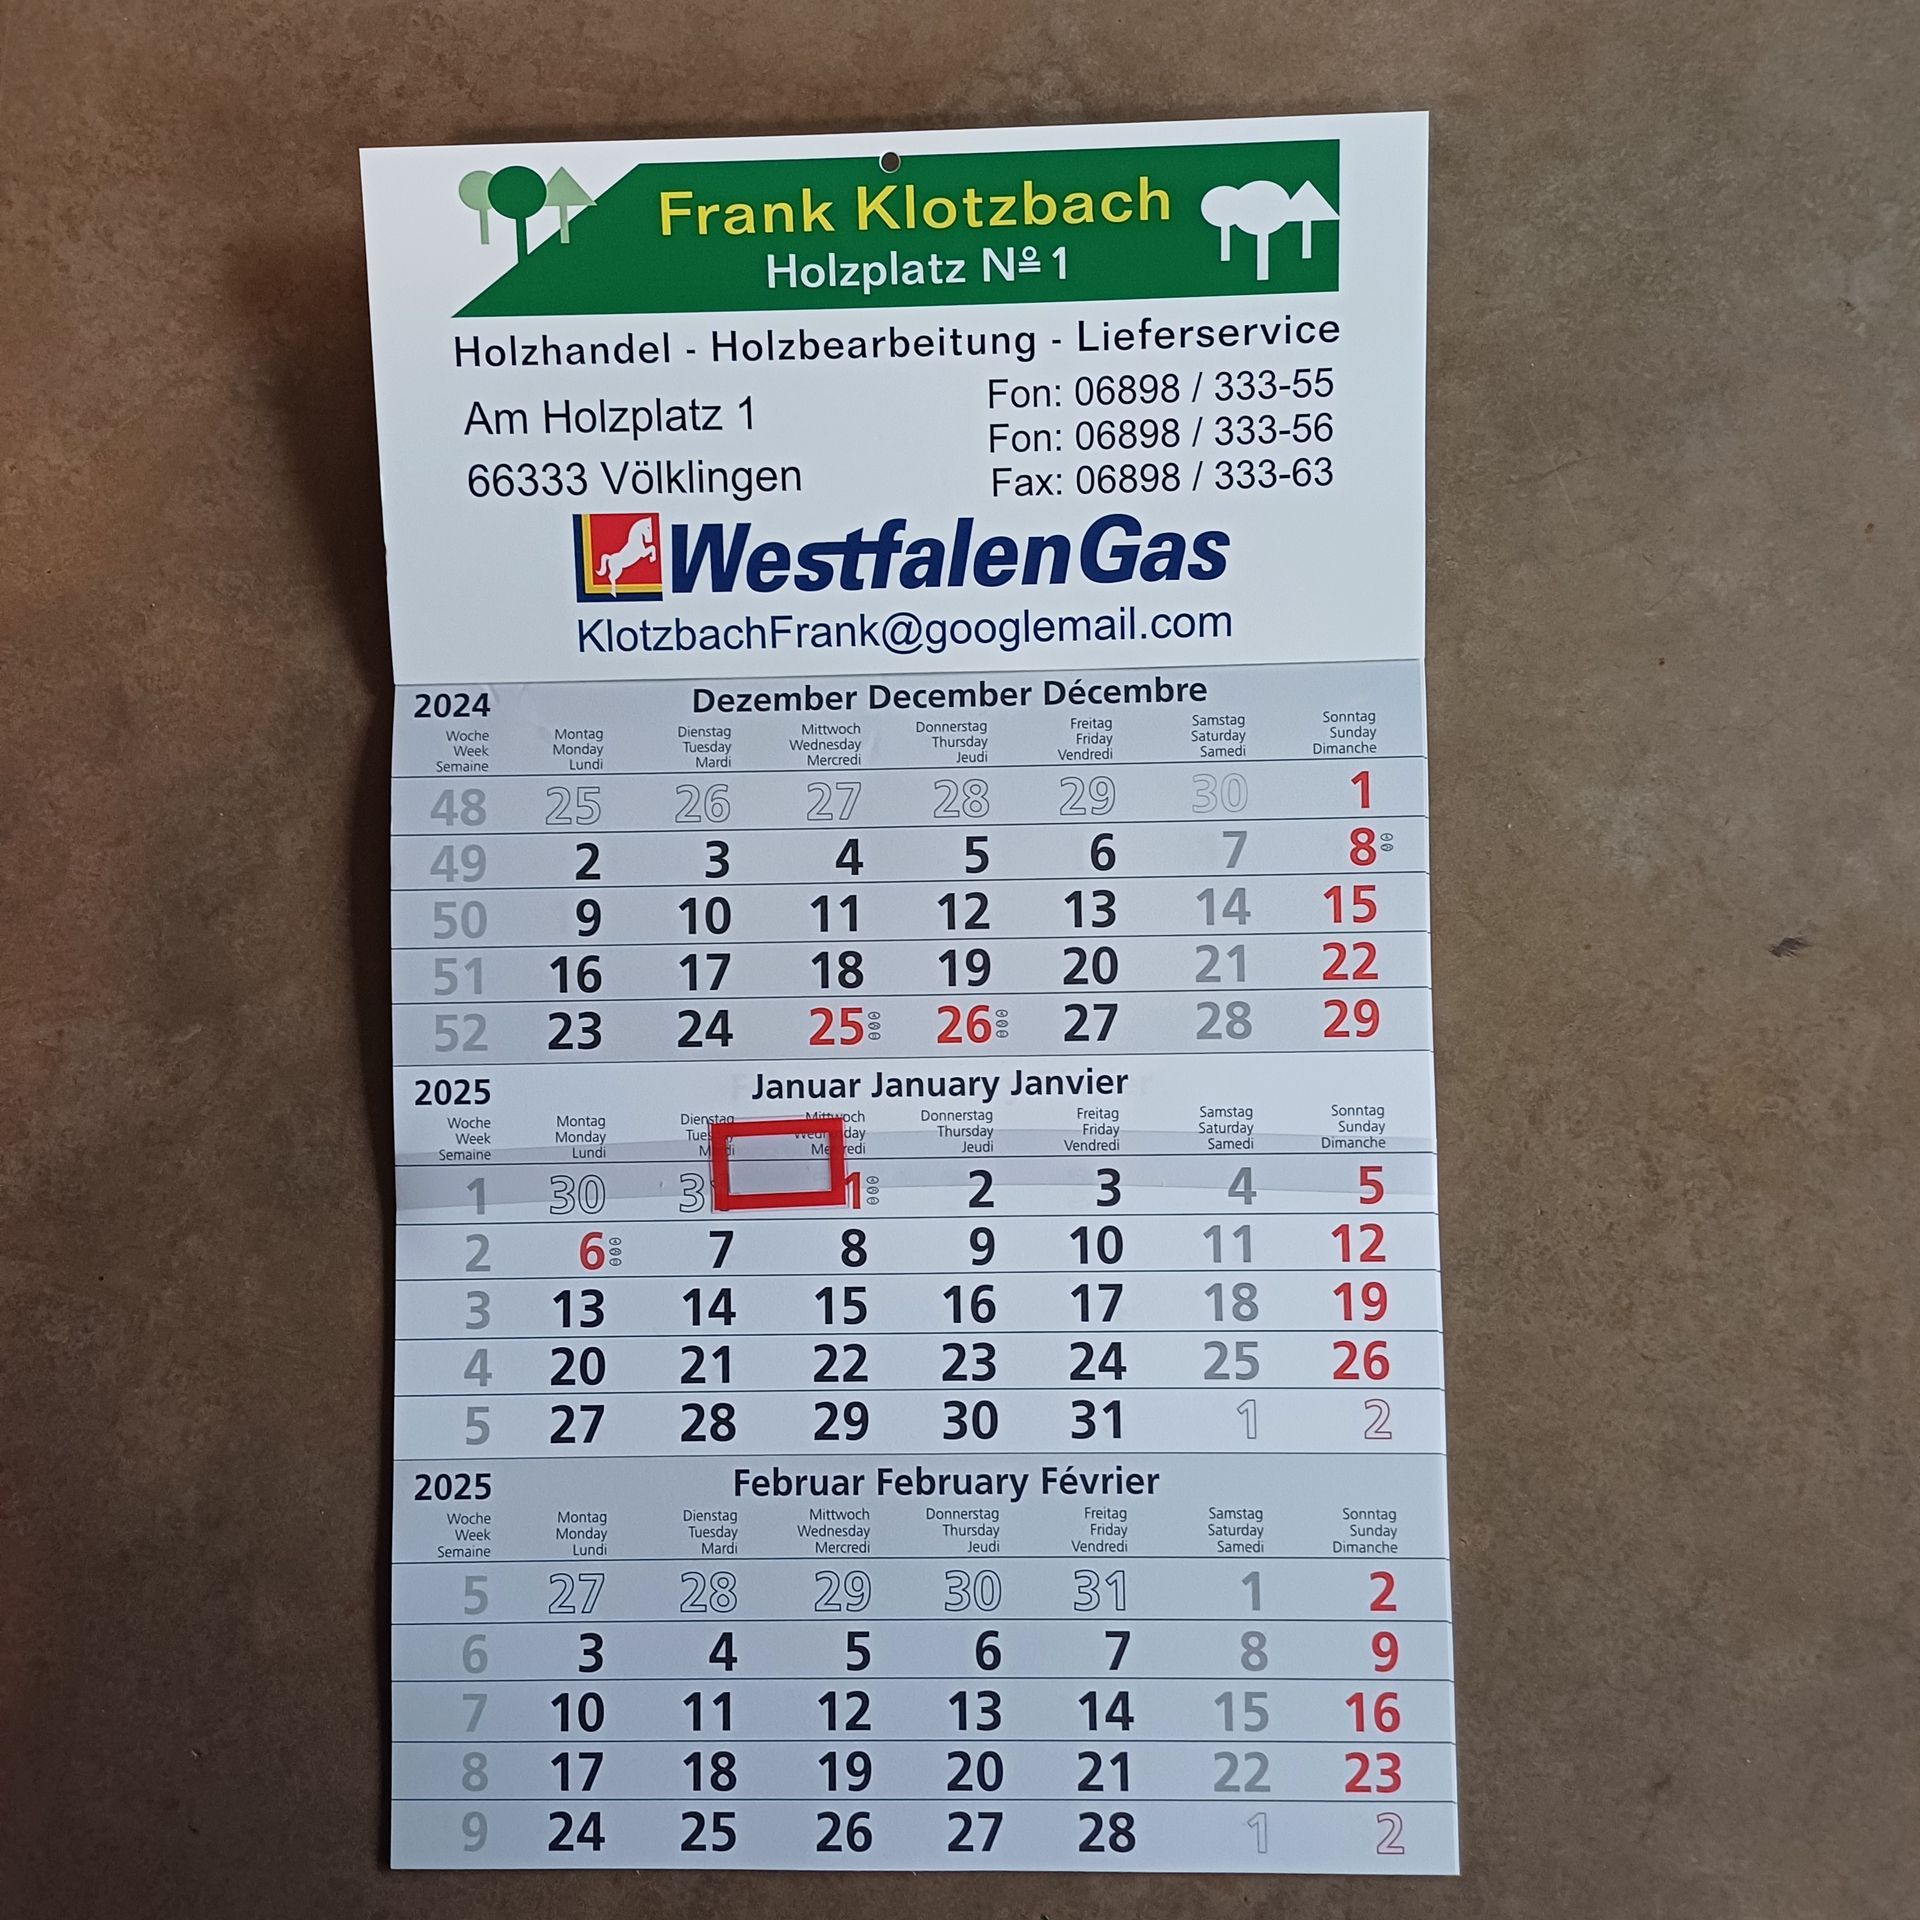 Frank Klotzbach
Holzplatz Nº 1
Holzhandel - Holzbearbeitung - Lieferservice
Am Holzplatz 1
66333 Völklingen
Fon: 06898 / 333-55
Fon: 06898 / 333-56
Fax: 06898 / 333-63
WestfalenGas
KlotzbachFrank@googlemail.com
2024 Dezember December Décembre
Woche Montag Dienstag Mittwoch Donnerstag Freitag Samstag Sonntag
Week Monday Tuesday Wednesday Thursday Friday Saturday Sunday
Semaine Lundi Mardi Mercredi Jeudi Vendredi Samedi Dimanche
48 25 26 27 28 29 30 1
49 2 3 4 5 6 7 8
50 9 10 11 12 13 14 15
51 16 17 18 19 20 21 22
52 23 24 25 26 27 28 29
2025 Januar January Janvier
Woche Montag Dienstag Mittwoch Donnerstag Freitag Samstag Sonntag
Week Monday Tuesday Wednesday Thursday Friday Saturday Sunday
Semaine Lundi Mardi Mercredi Jeudi Vendredi Samedi Dimanche
1 30 31 1 2 3 4 5
2 6 7 8 9 10 11 12
3 13 14 15 16 17 18 19
4 20 21 22 23 24 25 26
5 27 28 29 30 31 1 2
2025 Februar February Février
Woche Montag Dienstag Mittwoch Donnerstag Freitag Samstag Sonntag
Week Monday Tuesday Wednesday Thursday Friday Saturday Sunday
Semaine Lundi Mardi Mercredi Jeudi Vendredi Samedi Dimanche
5 27 28 29 30 31 1 2
6 3 4 5 6 7 8 9
7 10 11 12 13 14 15 16
8 17 18 19 20 21 22 23
9 24 25 26 27 28 1 2